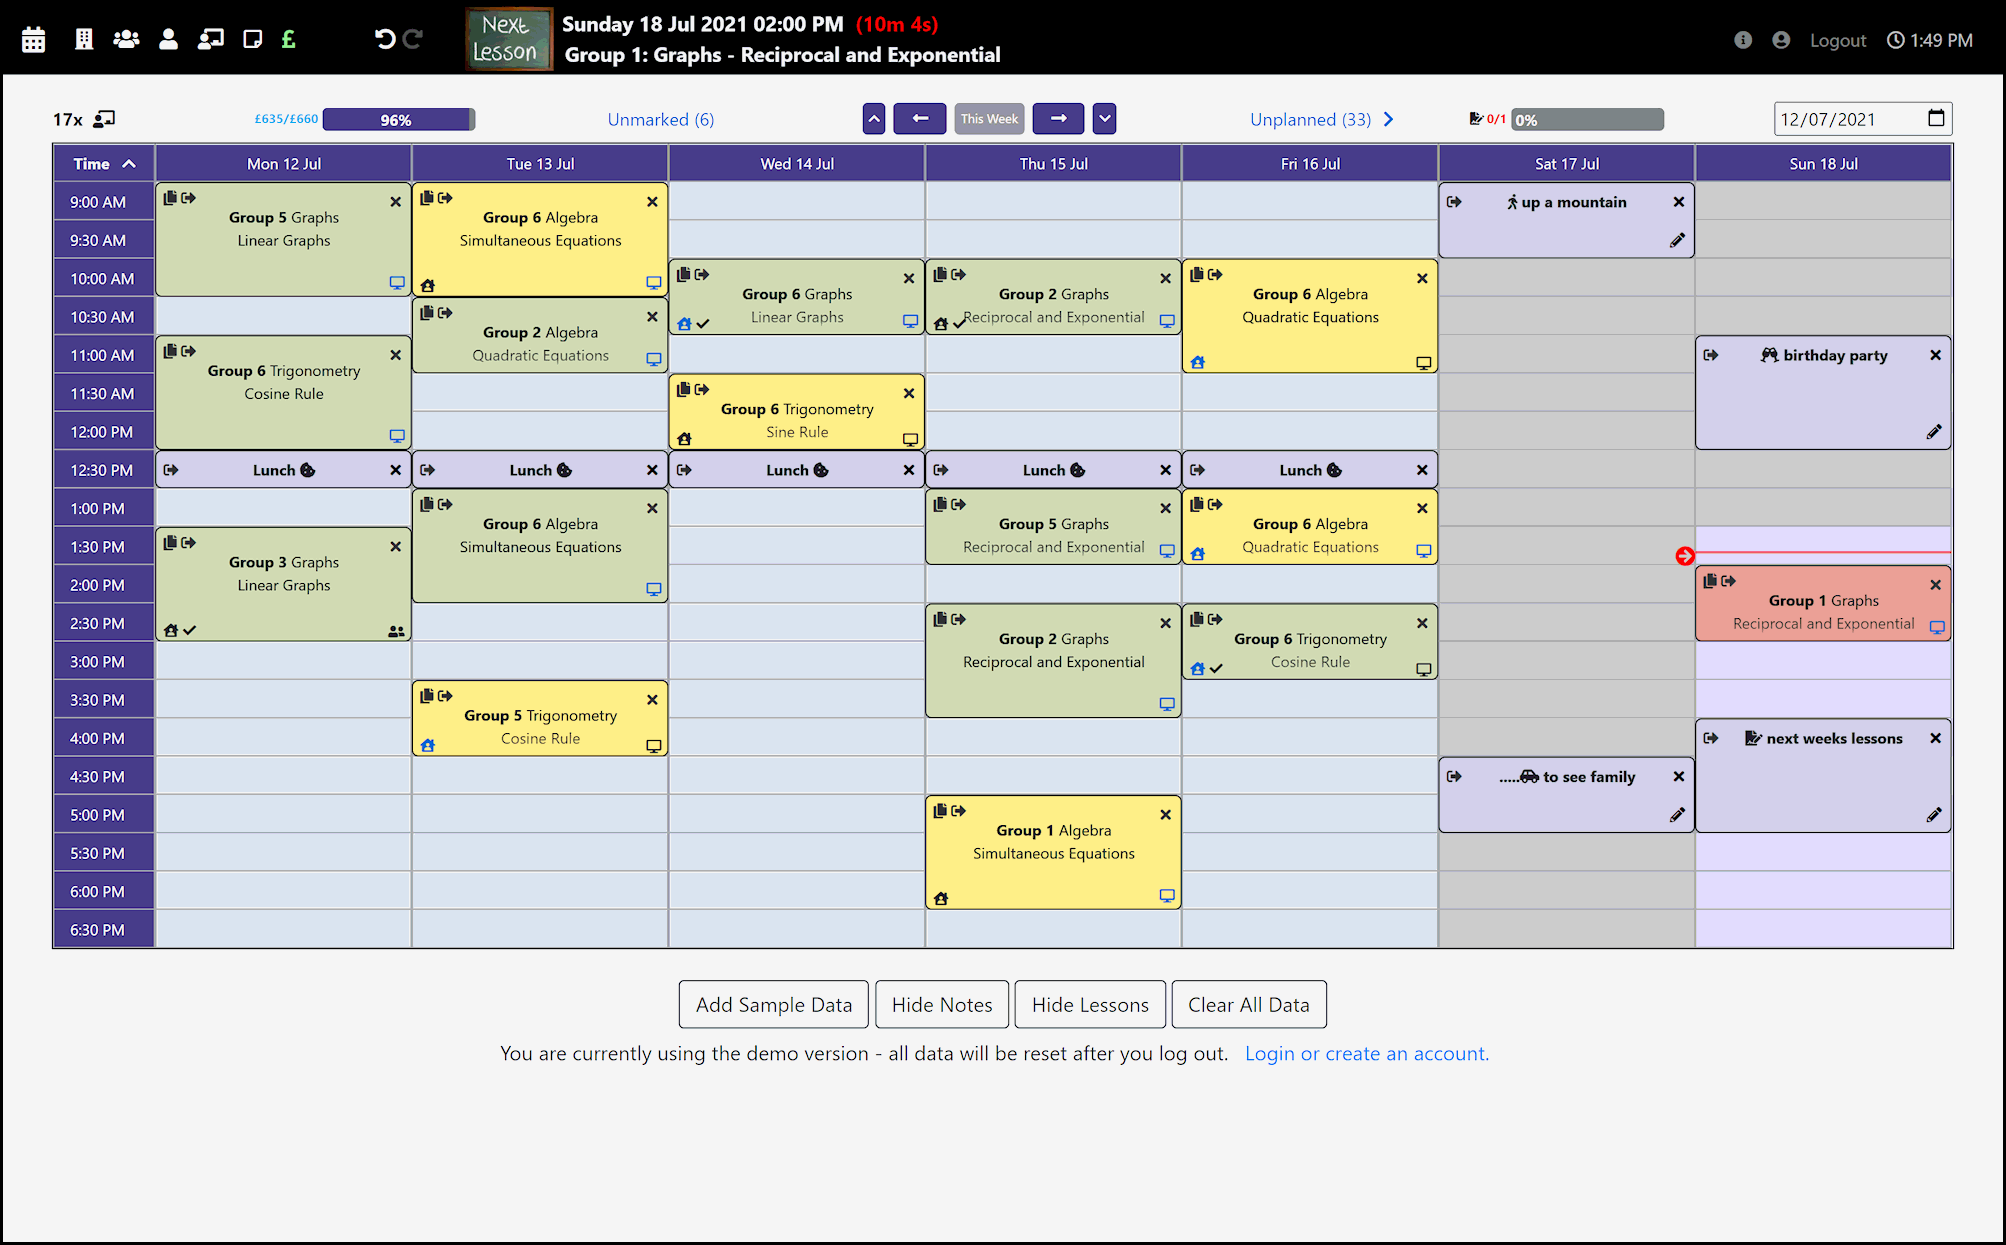 Next Lesson
Sunday 18 Jul 2021 02:00 PM (10m 4s)
Group 1: Graphs - Reciprocal and Exponential
Logout
1:49 PM
17x
£635/£660
96%
Unmarked (6)
This Week
Unplanned (33)
0/1
0%
12/07/2021
Time
Mon 12 Jul
Tue 13 Jul
Wed 14 Jul
Thu 15 Jul
Fri 16 Jul
Sat 17 Jul
Sun 18 Jul
9:00 AM
9:30 AM
10:00 AM
10:30 AM
11:00 AM
11:30 AM
12:00 PM
12:30 PM
1:00 PM
1:30 PM
2:00 PM
2:30 PM
3:00 PM
3:30 PM
4:00 PM
4:30 PM
5:00 PM
5:30 PM
6:00 PM
6:30 PM
Group 5 Graphs
Linear Graphs
Group 6 Trigonometry
Cosine Rule
Lunch
Group 3 Graphs
Linear Graphs
Group 6 Algebra
Simultaneous Equations
Group 2 Algebra
Quadratic Equations
Lunch
Group 6 Algebra
Simultaneous Equations
Group 5 Trigonometry
Cosine Rule
Group 6 Graphs
Linear Graphs
Group 6 Trigonometry
Sine Rule
Lunch
Group 2 Graphs
Reciprocal and Exponential
Lunch
Group 5 Graphs
Reciprocal and Exponential
Group 2 Graphs
Reciprocal and Exponential
Group 1 Algebra
Simultaneous Equations
Group 6 Algebra
Quadratic Equations
Lunch
Group 6 Algebra
Quadratic Equations
Group 6 Trigonometry
Cosine Rule
up a mountain
..... to see family
birthday party
Group 1 Graphs
Reciprocal and Exponential
next weeks lessons
Add Sample Data
Hide Notes
Hide Lessons
Clear All Data
You are currently using the demo version - all data will be reset after you log out. Login or create an account.